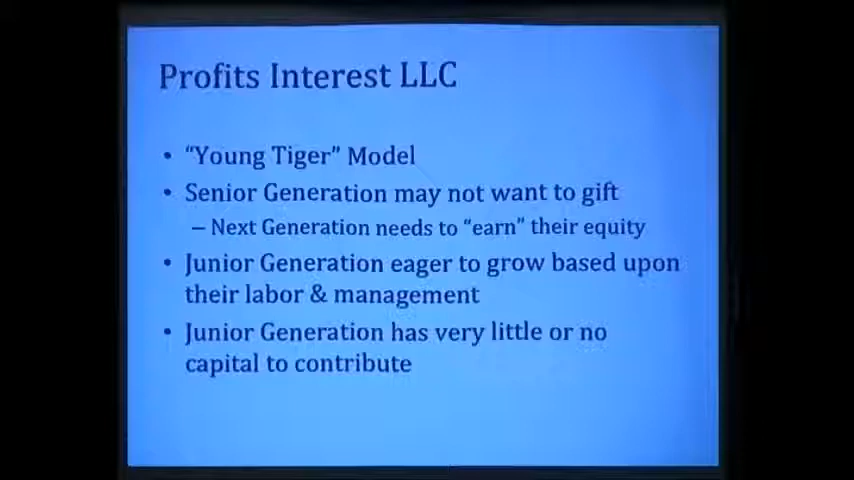 Profits Interest LLC
• “Young Tiger” Model
• Senior Generation may not want to gift
– Next Generation needs to “earn” their equity
• Junior Generation eager to grow based upon
their labor & management
• Junior Generation has very little or no
capital to contribute